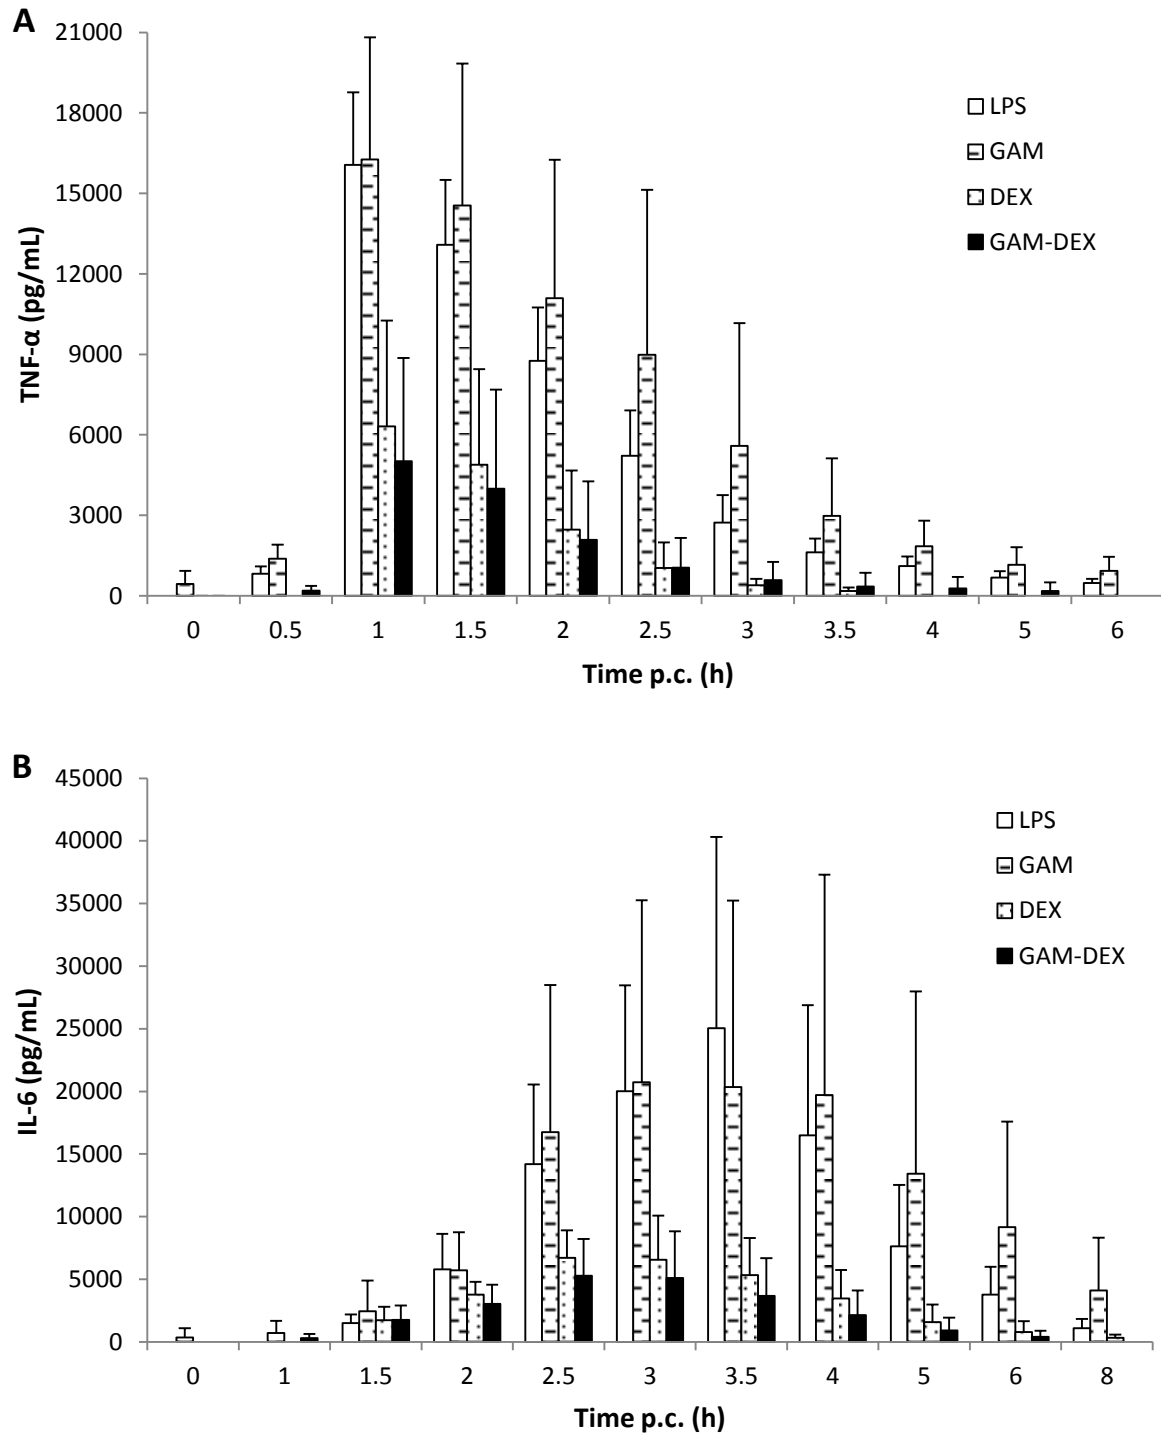 A
21000
18000
15000
12000
9000
6000
3000
0
TNF-α (pg/mL)
LPS
GAM
DEX
GAM-DEX
0 0.5 1 1.5 2 2.5 3 3.5 4 5 6
Time p.c. (h)
B
45000
40000
35000
30000
25000
20000
15000
10000
5000
0
IL-6 (pg/mL)
LPS
GAM
DEX
GAM-DEX
0 1 1.5 2 2.5 3 3.5 4 5 6 8
Time p.c. (h)